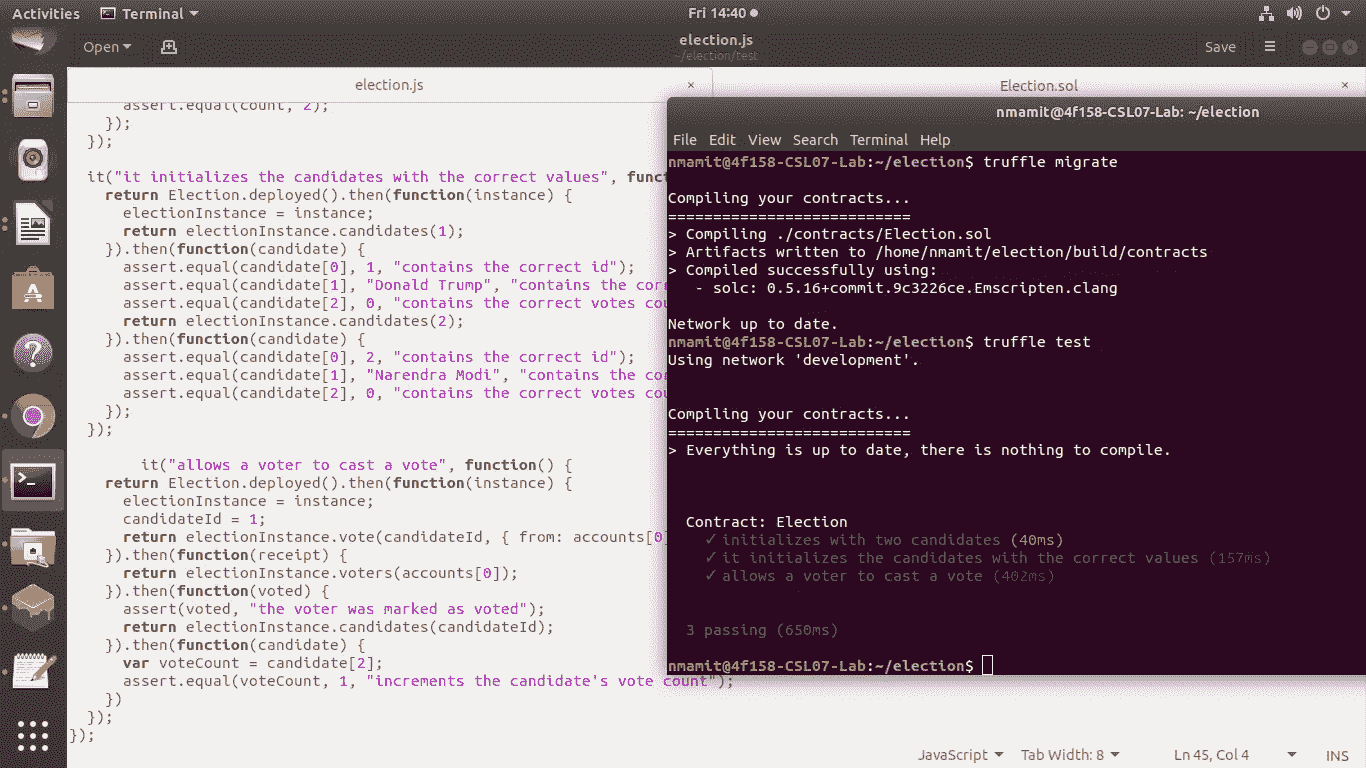 Activities
Terminal
Fri 14:40
Open
election.js
~/election/test
Save
election.js ×
Election.sol ×
assert.equal(count, 2);
});
});
it("it initializes the candidates with the correct values", func
return Election.deployed().then(function(instance) {
electionInstance = instance;
return electionInstance.candidates(1);
}).then(function(candidate) {
assert.equal(candidate[0], 1, "contains the correct id");
assert.equal(candidate[1], "Donald Trump", "contains the cor
assert.equal(candidate[2], 0, "contains the correct votes cou
return electionInstance.candidates(2);
}).then(function(candidate) {
assert.equal(candidate[0], 2, "contains the correct id");
assert.equal(candidate[1], "Narendra Modi", "contains the co
assert.equal(candidate[2], 0, "contains the correct votes cou
});
});
it("allows a voter to cast a vote", function() {
return Election.deployed().then(function(instance) {
electionInstance = instance;
candidateId = 1;
return electionInstance.vote(candidateId, { from: accounts[0]
}).then(function(receipt) {
return electionInstance.voters(accounts[0]);
}).then(function(voted) {
assert(voted, "the voter was marked as voted");
return electionInstance.candidates(candidateId);
}).then(function(candidate) {
var voteCount = candidate[2];
assert.equal(voteCount, 1, "increments the candidate's vote count");
})
});
});
nmamit@4f158-CSL07-Lab: ~/election
File Edit View Search Terminal Help
nmamit@4f158-CSL07-Lab:~/election$ truffle migrate
Compiling your contracts...
===========================
> Compiling ./contracts/Election.sol
> Artifacts written to /home/nmamit/election/build/contracts
> Compiled successfully using:
- solc: 0.5.16+commit.9c3226ce.Emscripten.clang
Network up to date.
nmamit@4f158-CSL07-Lab:~/election$ truffle test
Using network 'development'.
Compiling your contracts...
===========================
> Everything is up to date, there is nothing to compile.
Contract: Election
✓ initializes with two candidates (40ms)
✓ it initializes the candidates with the correct values (157ms)
✓ allows a voter to cast a vote (402ms)
3 passing (650ms)
nmamit@4f158-CSL07-Lab:~/election$
JavaScript Tab Width: 8 Ln 45, Col 4 INS